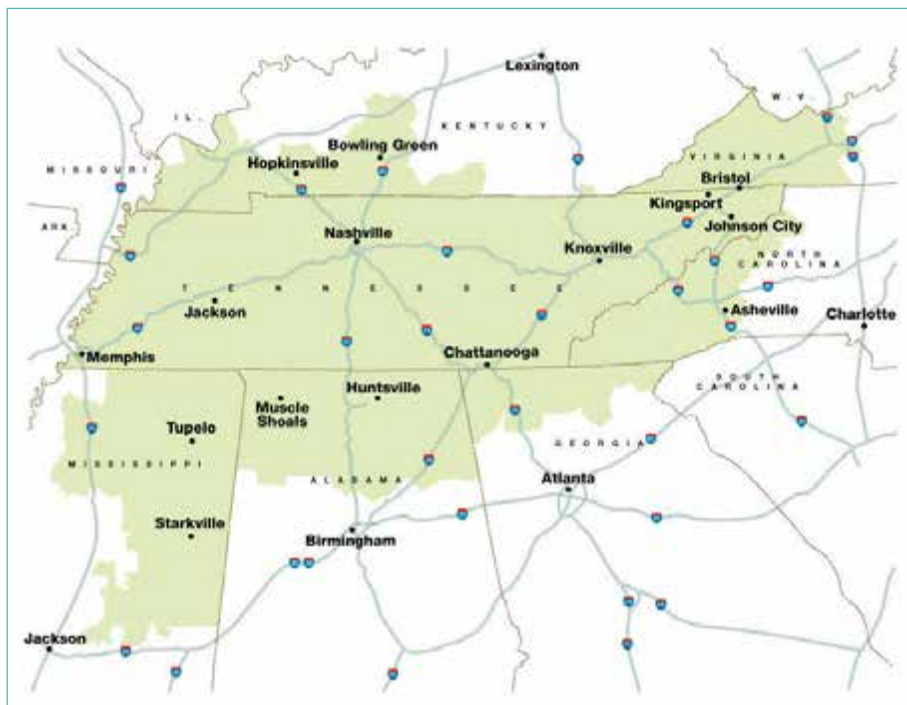 Lexington
W. V.
IL.
KENTUCKY
Bowling Green
Hopkinsville
VIRGINIA
MISSOURI
Bristol
Kingsport
ARK.
Johnson City
Nashville
Knoxville
NORTH
CAROLINA
TENNESSEE
Jackson
Asheville
Charlotte
Memphis
Chattanooga
SOUTH
CAROLINA
Huntsville
Muscle
Shoals
Tupelo
GEORGIA
MISSISSIPPI
ALABAMA
Atlanta
Starkville
Birmingham
Jackson